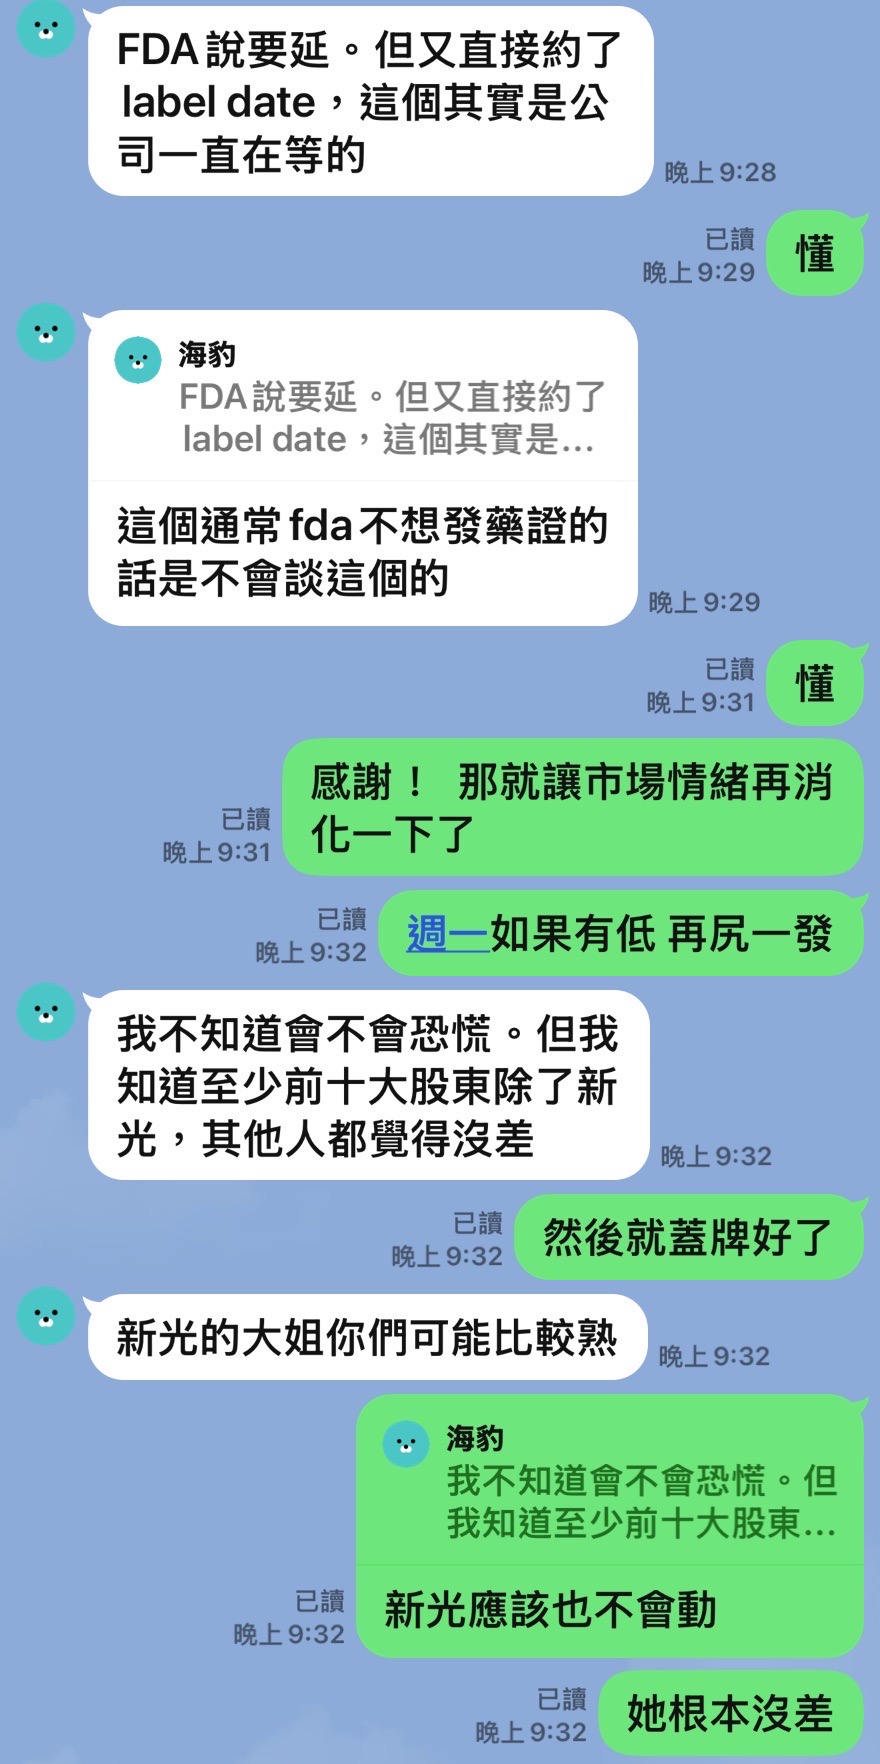 FDA說要延。但又直接約了
label date，這個其實是公
司一直在等的
晚上9:28
已讀
晚上9:29
懂
海豹
FDA說要延。但又直接約了
label date，這個其實是...
這個通常fda不想發藥證的
話是不會談這個的
晚上9:29
已讀
晚上9:31
懂
感謝！ 那就讓市場情緒再消
化一下了
已讀
晚上9:31
已讀
晚上9:32
週一如果有低 再尻一發
我不知道會不會恐慌。但我
知道至少前十大股東除了新
光，其他人都覺得沒差
晚上9:32
已讀
晚上9:32
然後就蓋牌好了
新光的大姐你們可能比較熟
晚上9:32
海豹
我不知道會不會恐慌。但
我知道至少前十大股東...
新光應該也不會動
已讀
晚上9:32
已讀
晚上9:32
她根本沒差